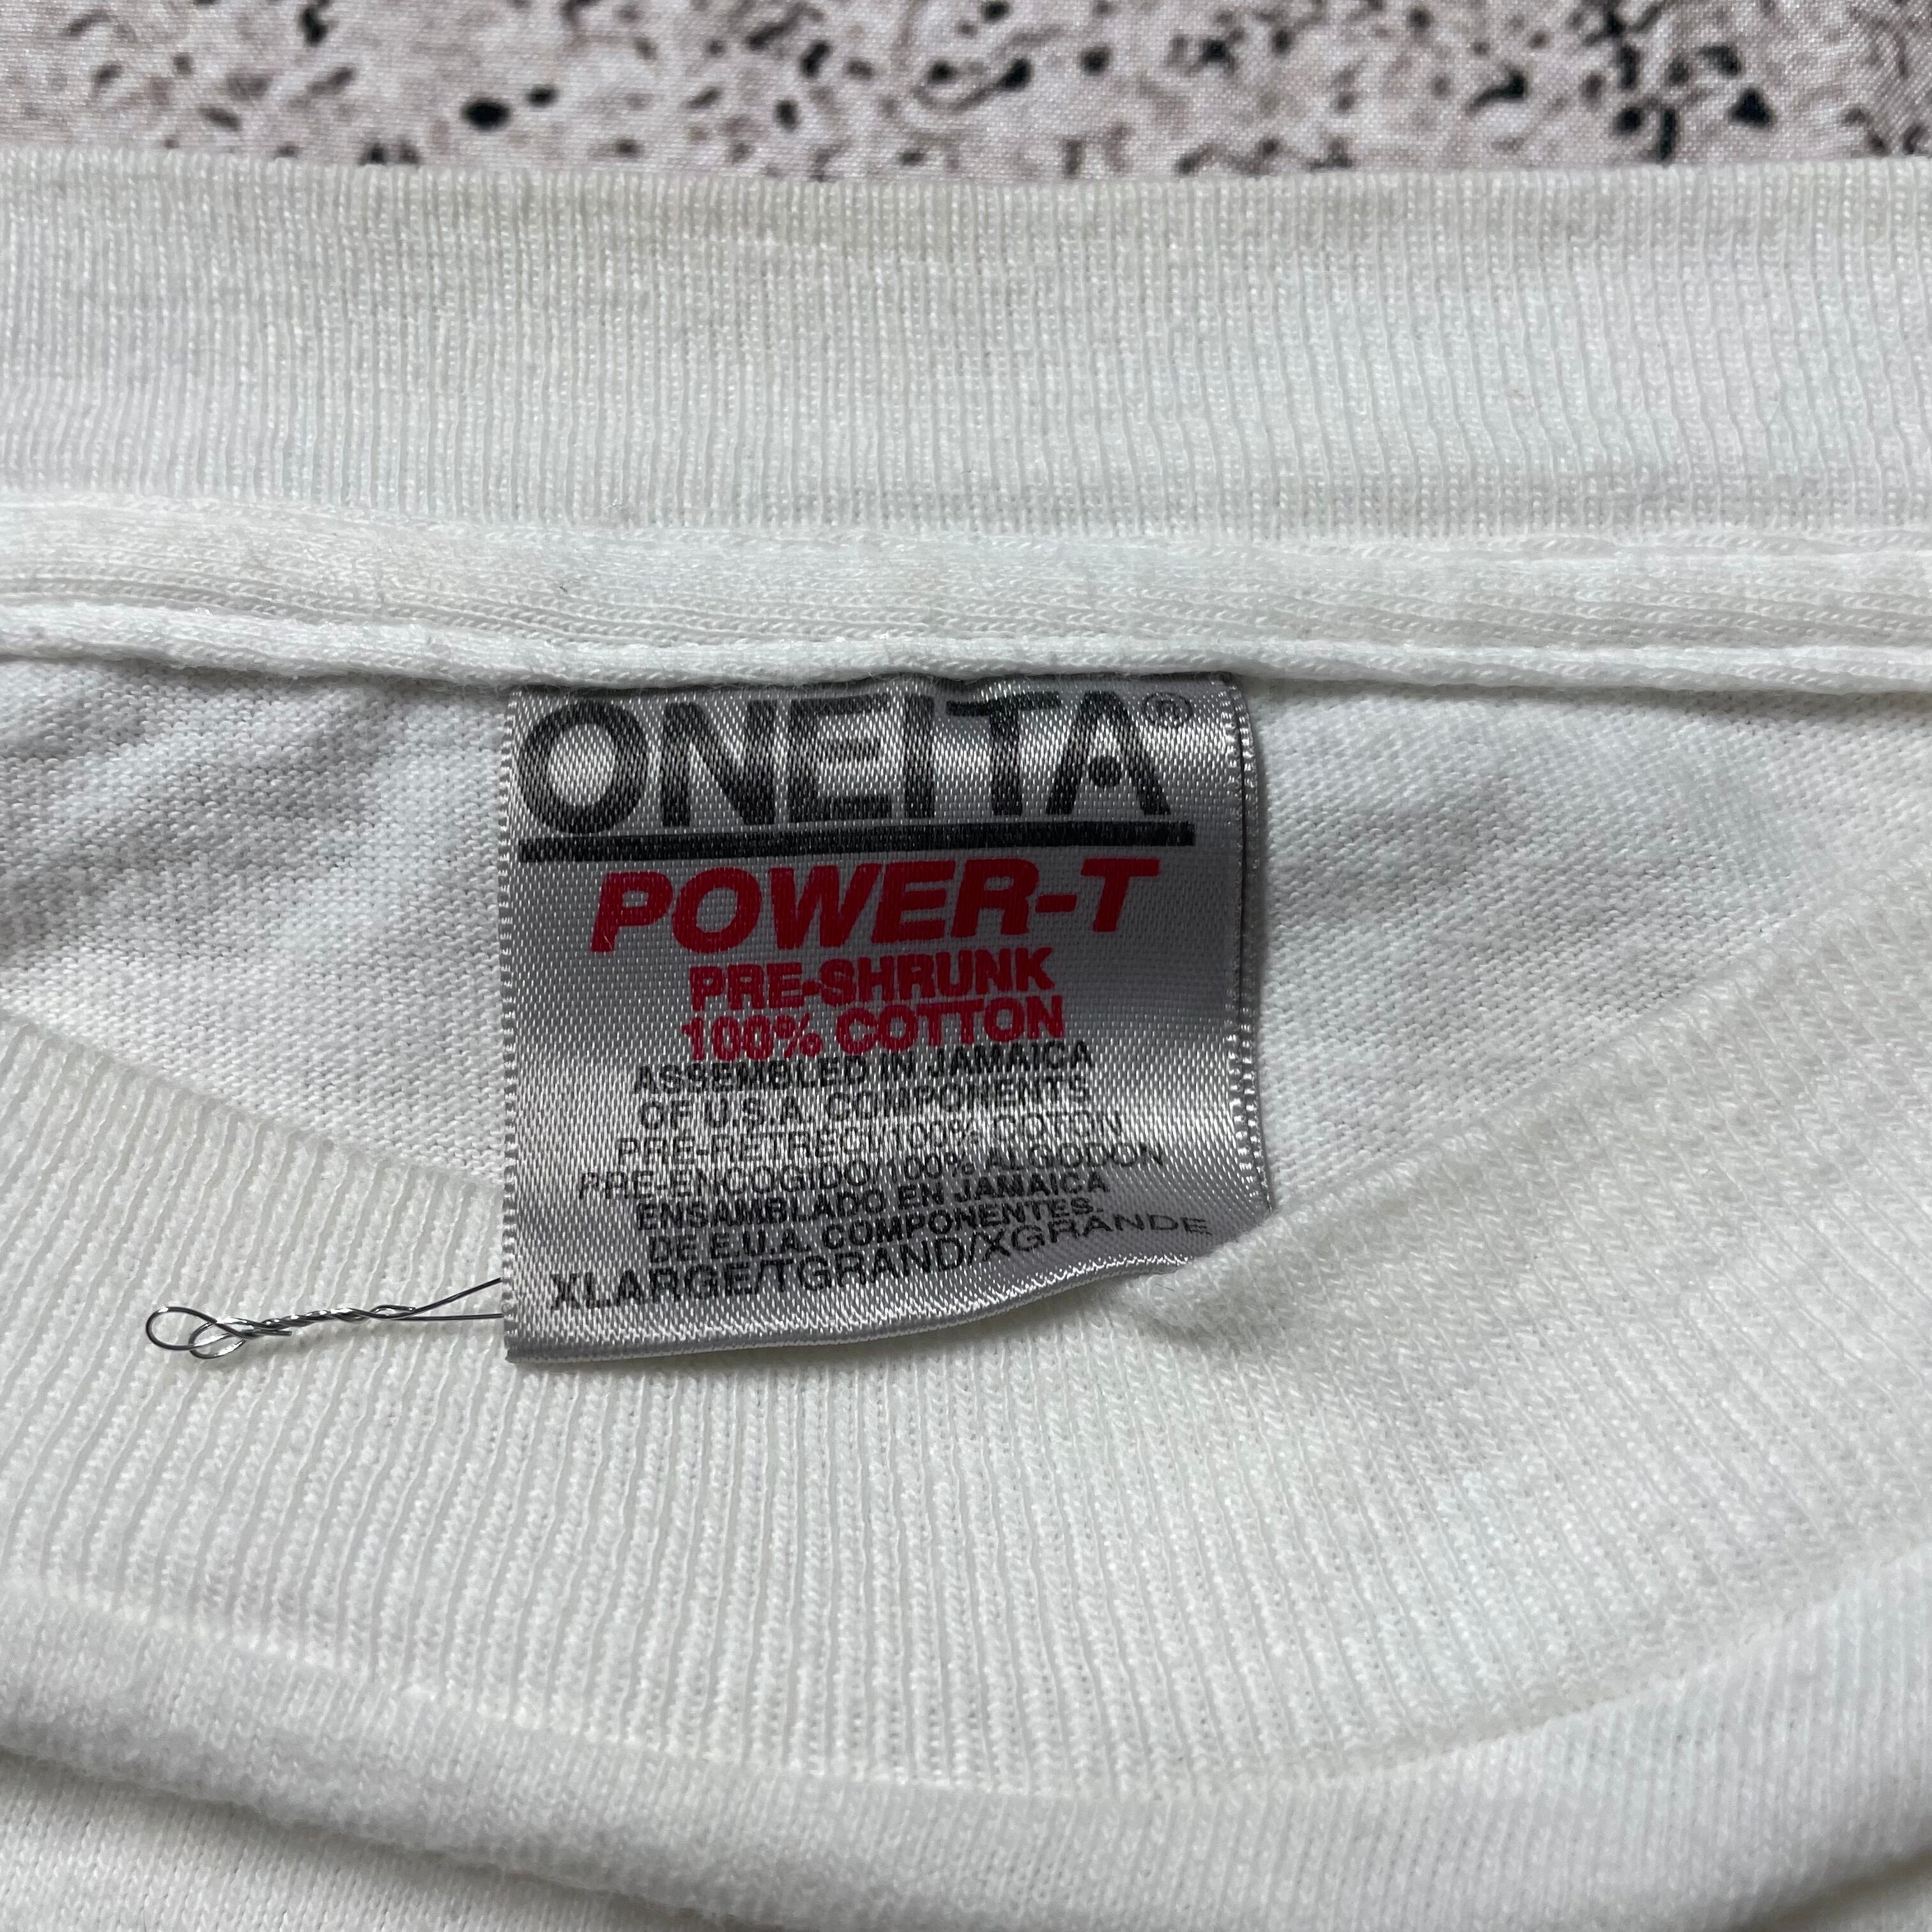 ONEITA®
POWER-T
PRE-SHRUNK
100% COTTON
ASSEMBLED IN JAMAICA
OF U.S.A. COMPONENTS
PRE-RETRECI/100% COTON
PRE-ENCOGIDO/100% ALGODON
ENSAMBLADO EN JAMAICA
DE E.U.A. COMPONENTES.
XLARGE/TGRAND/XGRANDE